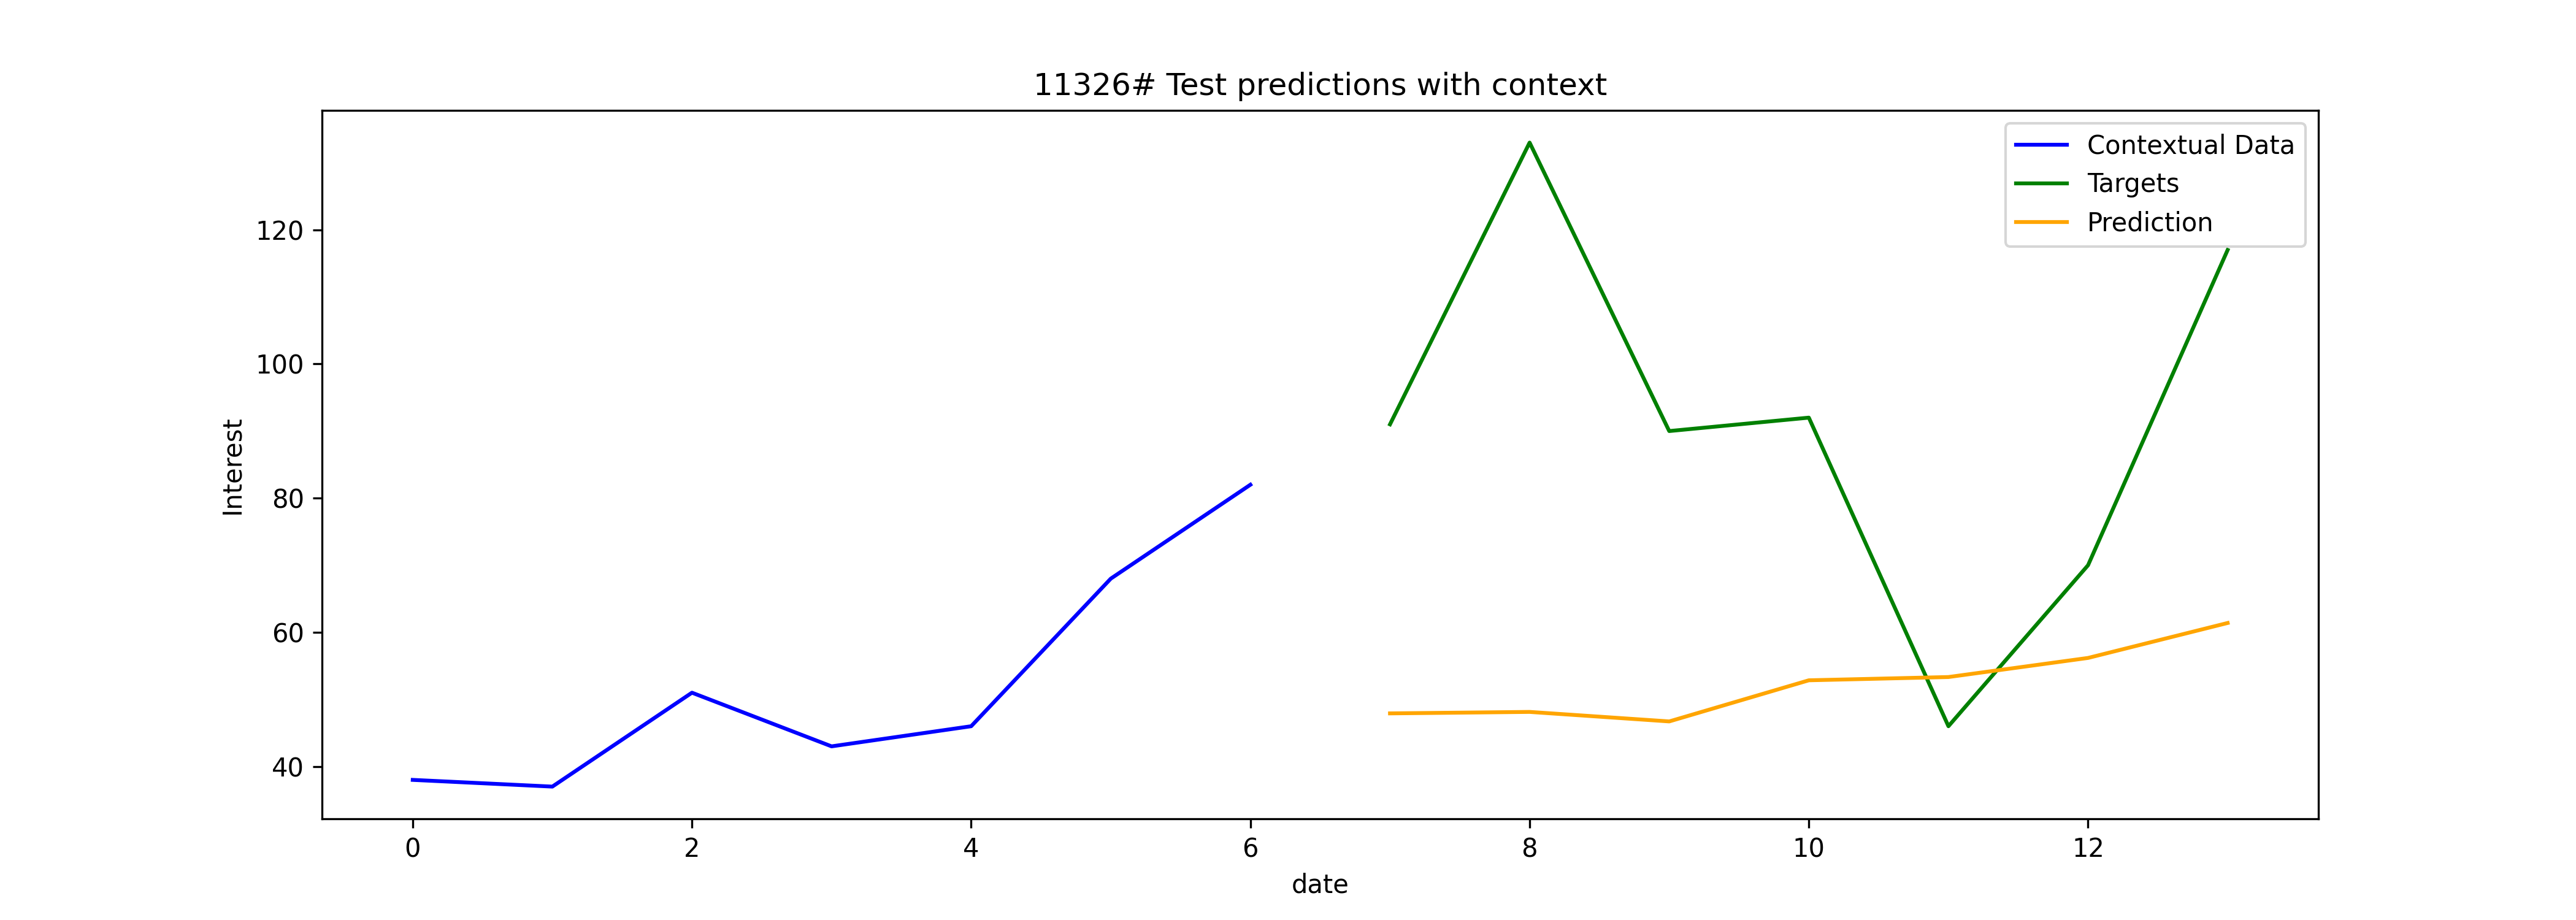 11326# Test predictions with context
Contextual Data
Targets
Prediction
Interest
120
100
80
60
40
0 2 4 6 8 10 12
date